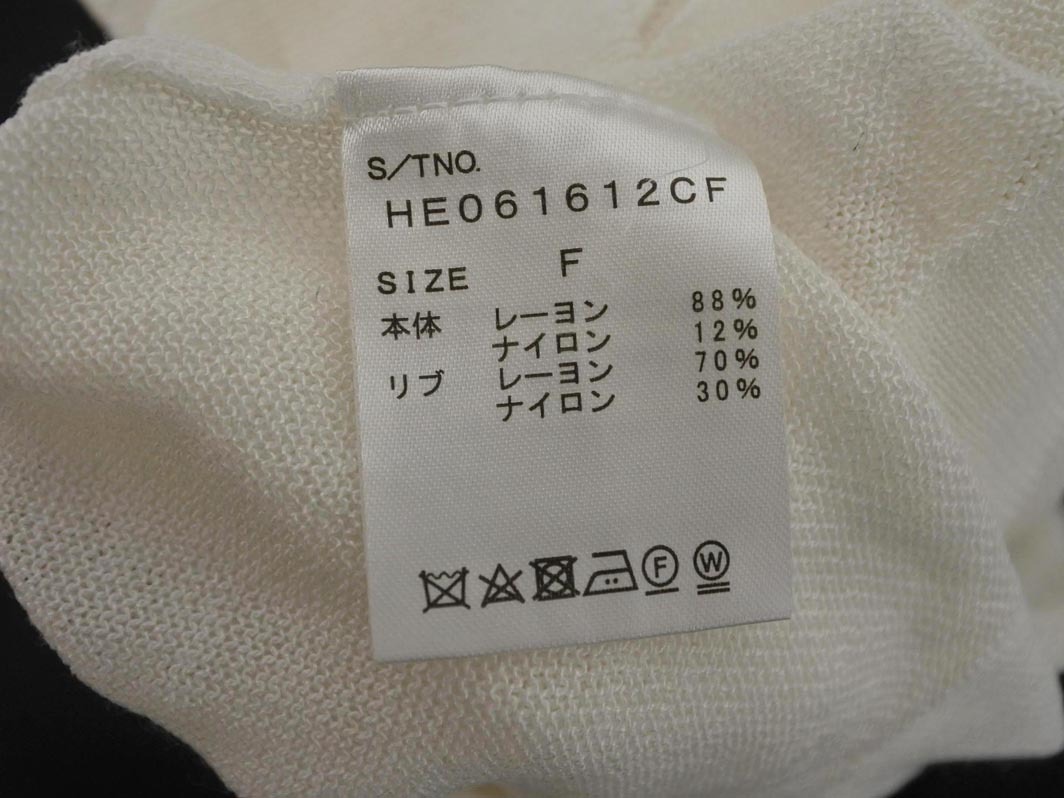 S/TNO.
HE061612CF
SIZE F
本体 レーヨン 88%
ナイロン 12%
リブ レーヨン 70%
ナイロン 30%
F W